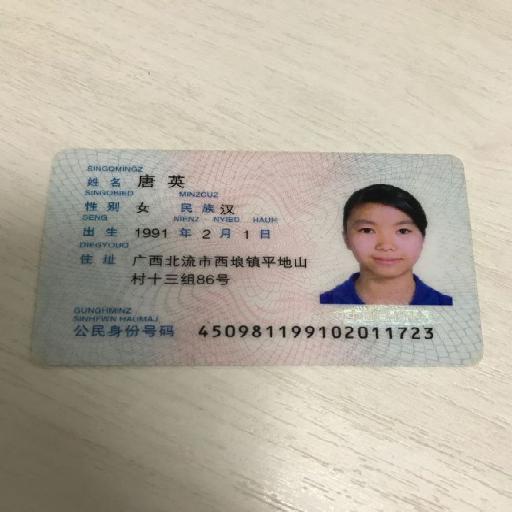 SINGQMINGZ
姓名 唐英
SINGQBIED MINZCUZ
性别 女 民族 汉
SENG NIENZ NYIED HAUH
出生 1991 年 2 月 1 日
DIEGYOUQ
住址 广西北流市西埌镇平地山
村十三组86号
GUNGHMINZ
SINHFWN HAUMAJ
公民身份号码 450981199102011723